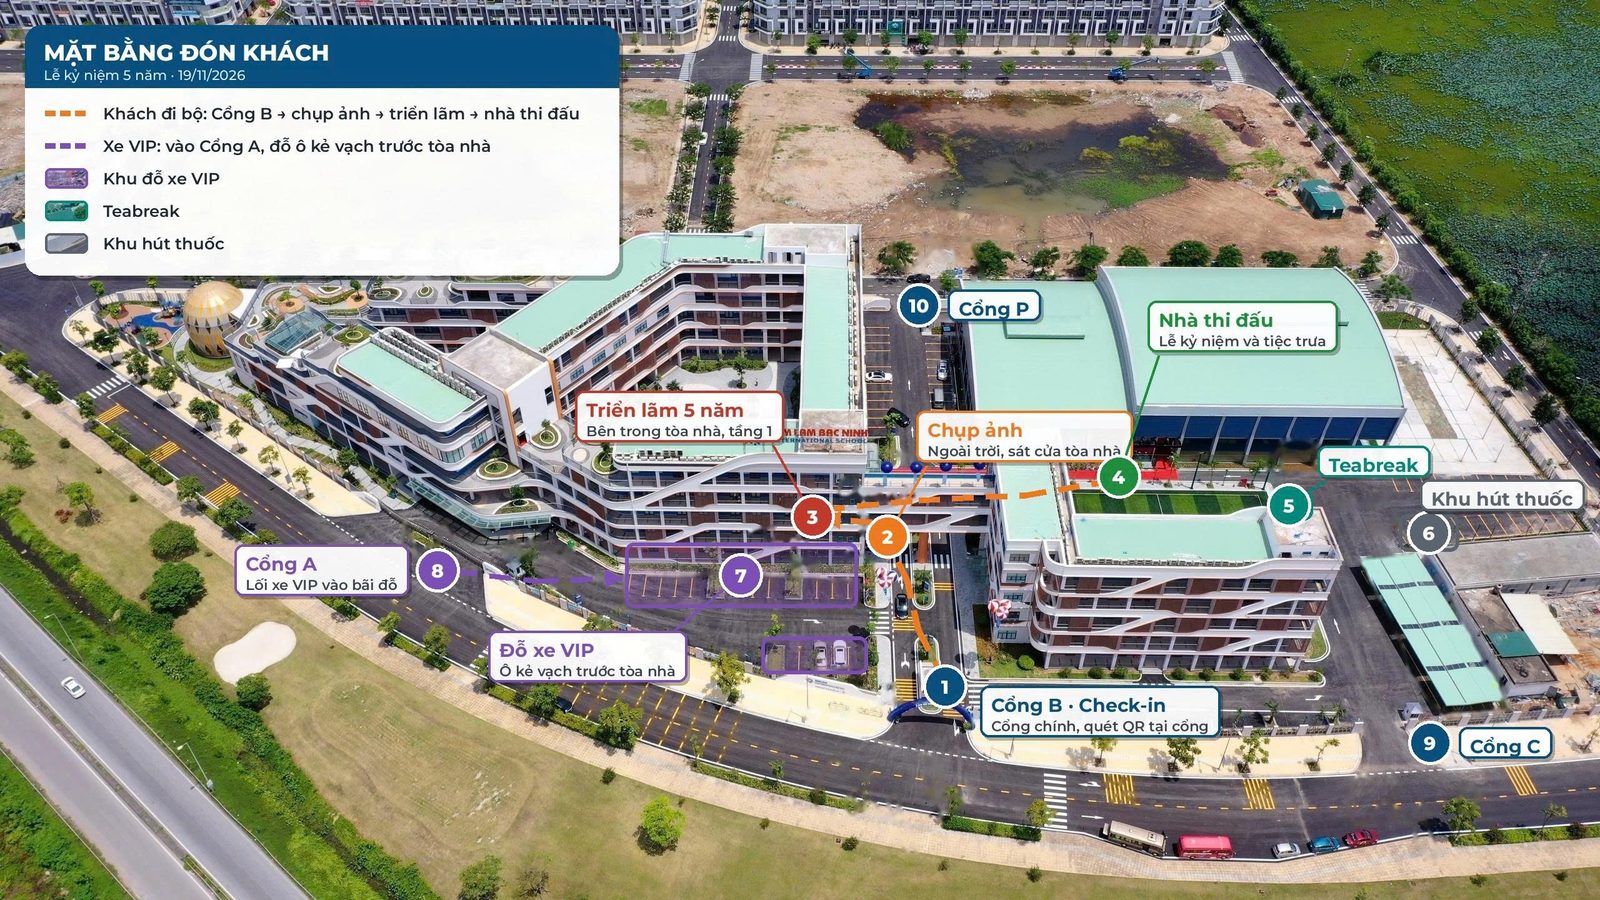 MẶT BẰNG ĐÓN KHÁCH
Lễ kỷ niệm 5 năm · 19/11/2026
Khách đi bộ: Cổng B → chụp ảnh → triển lãm → nhà thi đấu
Xe VIP: vào Cổng A, đỗ ô kẻ vạch trước tòa nhà
Khu đỗ xe VIP
Teabreak
Khu hút thuốc
10
Cổng P
Nhà thi đấu
Lễ kỷ niệm và tiệc trưa
Triển lãm 5 năm
Bên trong tòa nhà, tầng 1
M LAM BAC NINH
TERNATIONAL SCHOOL
Chụp ảnh
Ngoài trời, sát cửa tòa nhà
4
Teabreak
5
Khu hút thuốc
6
3
2
Cổng A
Lối xe VIP vào bãi đỗ
8
7
Đỗ xe VIP
Ô kẻ vạch trước tòa nhà
1
Cổng B · Check-in
Cổng chính, quét QR tại cổng
9
Cổng C